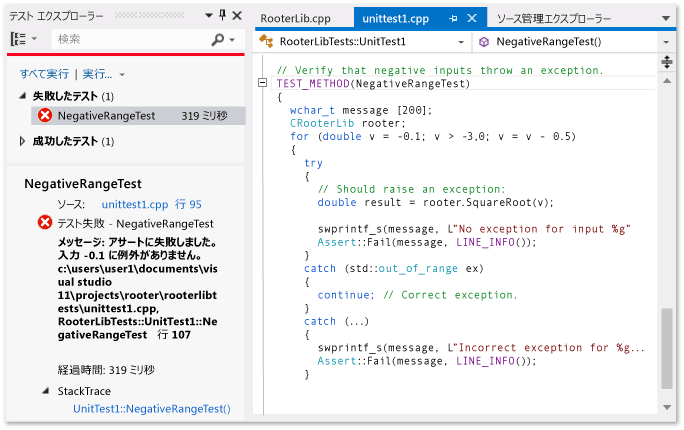 テスト エクスプローラー
検索
すべて実行 | 実行...
失敗したテスト (1)
NegativeRangeTest 319 ミリ秒
成功したテスト (1)
NegativeRangeTest
ソース: unittest1.cpp 行 95
テスト失敗 - NegativeRangeTest
メッセージ: アサートに失敗しました。
入力 -0.1 に例外がありません。
c:\users\user1\documents\vis
ual studio
11\projects\rooter\rooterlibt
ests\unittest1.cpp,
RooterLibTests::UnitTest1::Ne
gativeRangeTest 行 107
経過時間: 319 ミリ秒
StackTrace
UnitTest1::NegativeRangeTest()
RooterLib.cpp unittest1.cpp ソース管理エクスプローラー
RooterLibTests::UnitTest1 NegativeRangeTest()
// Verify that negative inputs throw an exception.
TEST_METHOD(NegativeRangeTest)
{
wchar_t message [200];
CRooterLib rooter;
for (double v = -0.1; v > -3,0; v = v - 0.5)
{
try
{
// Should raise an exception:
double result = rooter.SquareRoot(v);
swprintf_s(message, L"No exception for input %g"
Assert::Fail(message, LINE_INFO());
}
catch (std::out_of_range ex)
{
continue; // Correct exception.
}
catch (...)
{
swprintf_s(message, L"Incorrect exception for %g...
Assert::Fail(message, LINE_INFO());
}